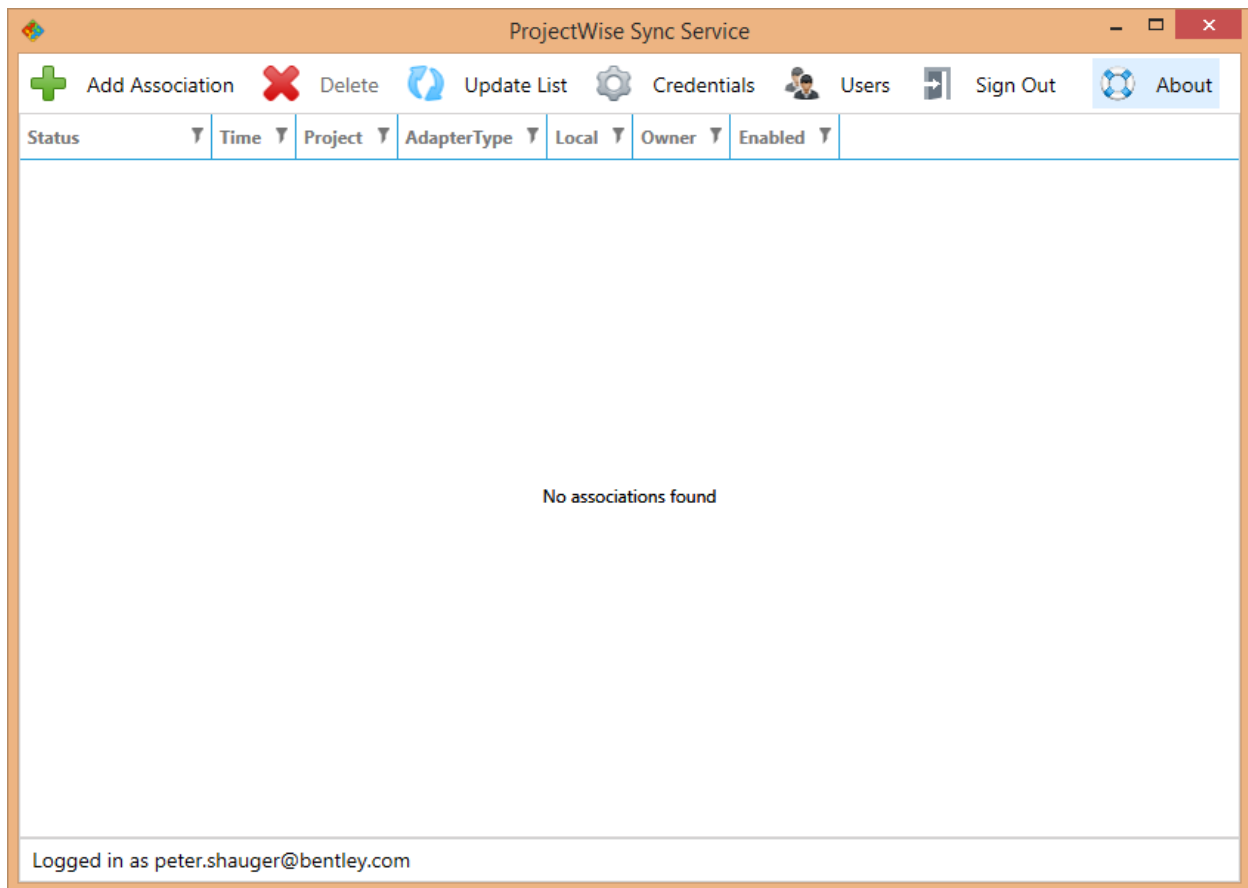 ProjectWise Sync Service
Add Association Delete Update List Credentials Users Sign Out About
Status Time Project AdapterType Local Owner Enabled
No associations found
Logged in as peter.shauger@bentley.com